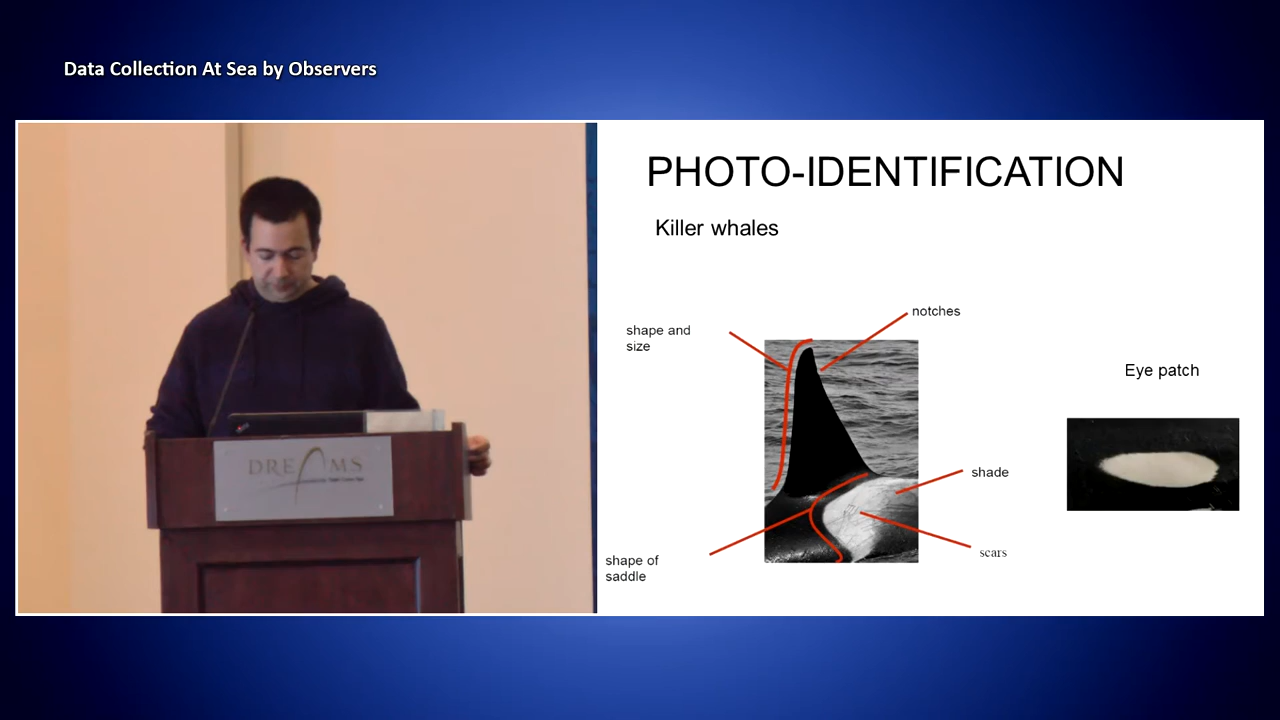 Data Collection At Sea by Observers
DREAMS
PHOTO-IDENTIFICATION
Killer whales
notches
shape and
size
Eye patch
shade
scars
shape of
saddle